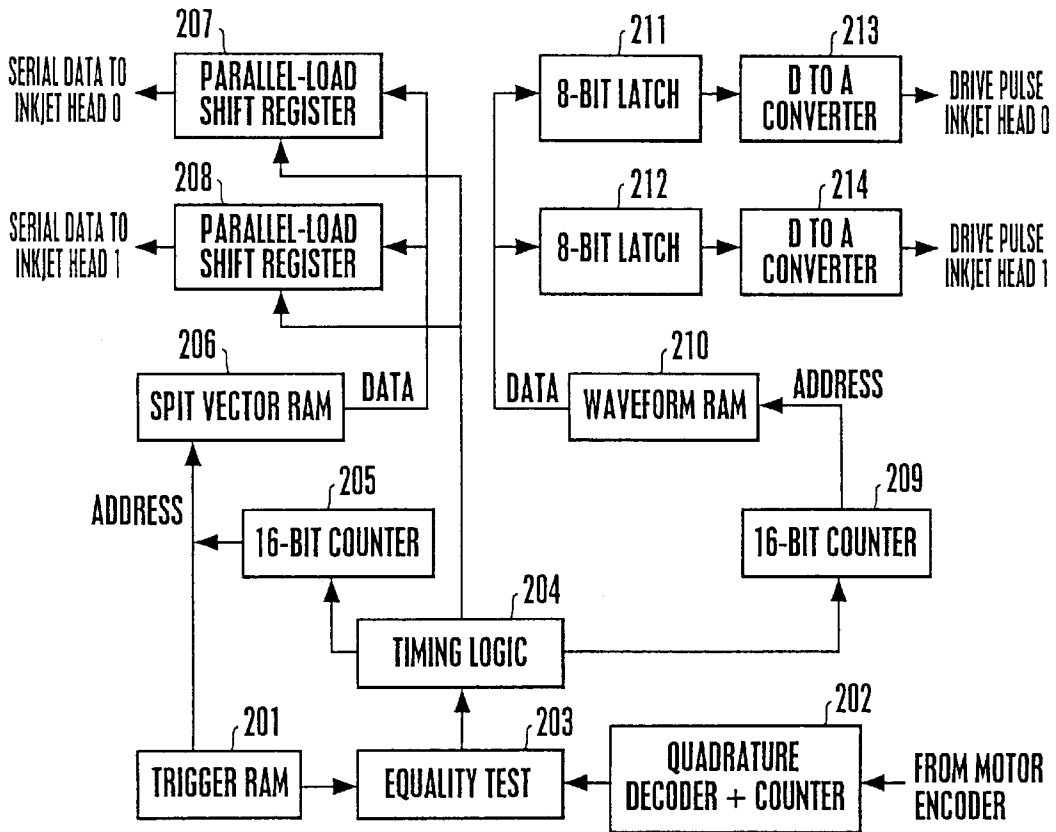 207
SERIAL DATA TO
INKJET HEAD 0
PARALLEL-LOAD
SHIFT REGISTER
211
8-BIT LATCH
213
D TO A
CONVERTER
DRIVE PULSE
INKJET HEAD 0
208
SERIAL DATA TO
INKJET HEAD 1
PARALLEL-LOAD
SHIFT REGISTER
212
8-BIT LATCH
214
D TO A
CONVERTER
DRIVE PULSE
INKJET HEAD 1
206
SPIT VECTOR RAM
DATA
DATA
210
WAVEFORM RAM
ADDRESS
ADDRESS
205
16-BIT COUNTER
209
16-BIT COUNTER
204
TIMING LOGIC
201
TRIGGER RAM
203
EQUALITY TEST
202
QUADRATURE
DECODER + COUNTER
FROM MOTOR
ENCODER